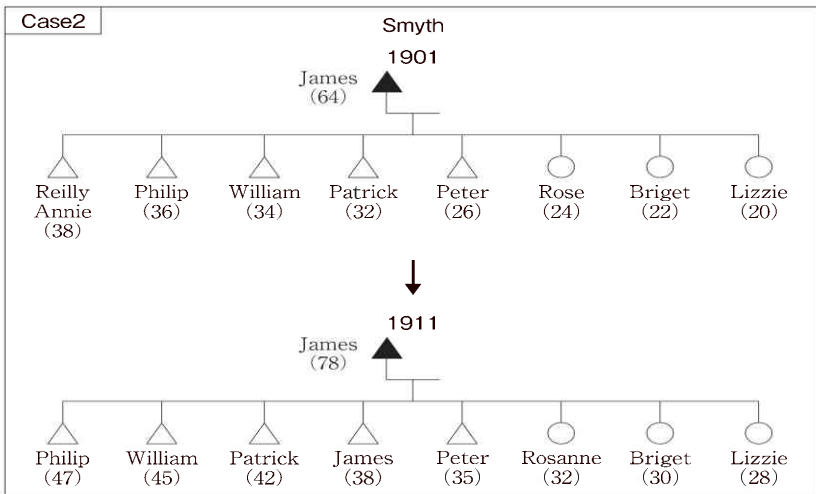 Case2
Smyth
1901
James
(64)
Reilly Annie (38)
Philip (36)
William (34)
Patrick (32)
Peter (26)
Rose (24)
Briget (22)
Lizzie (20)
1911
James
(78)
Philip (47)
William (45)
Patrick (42)
James (38)
Peter (35)
Rosanne (32)
Briget (30)
Lizzie (28)